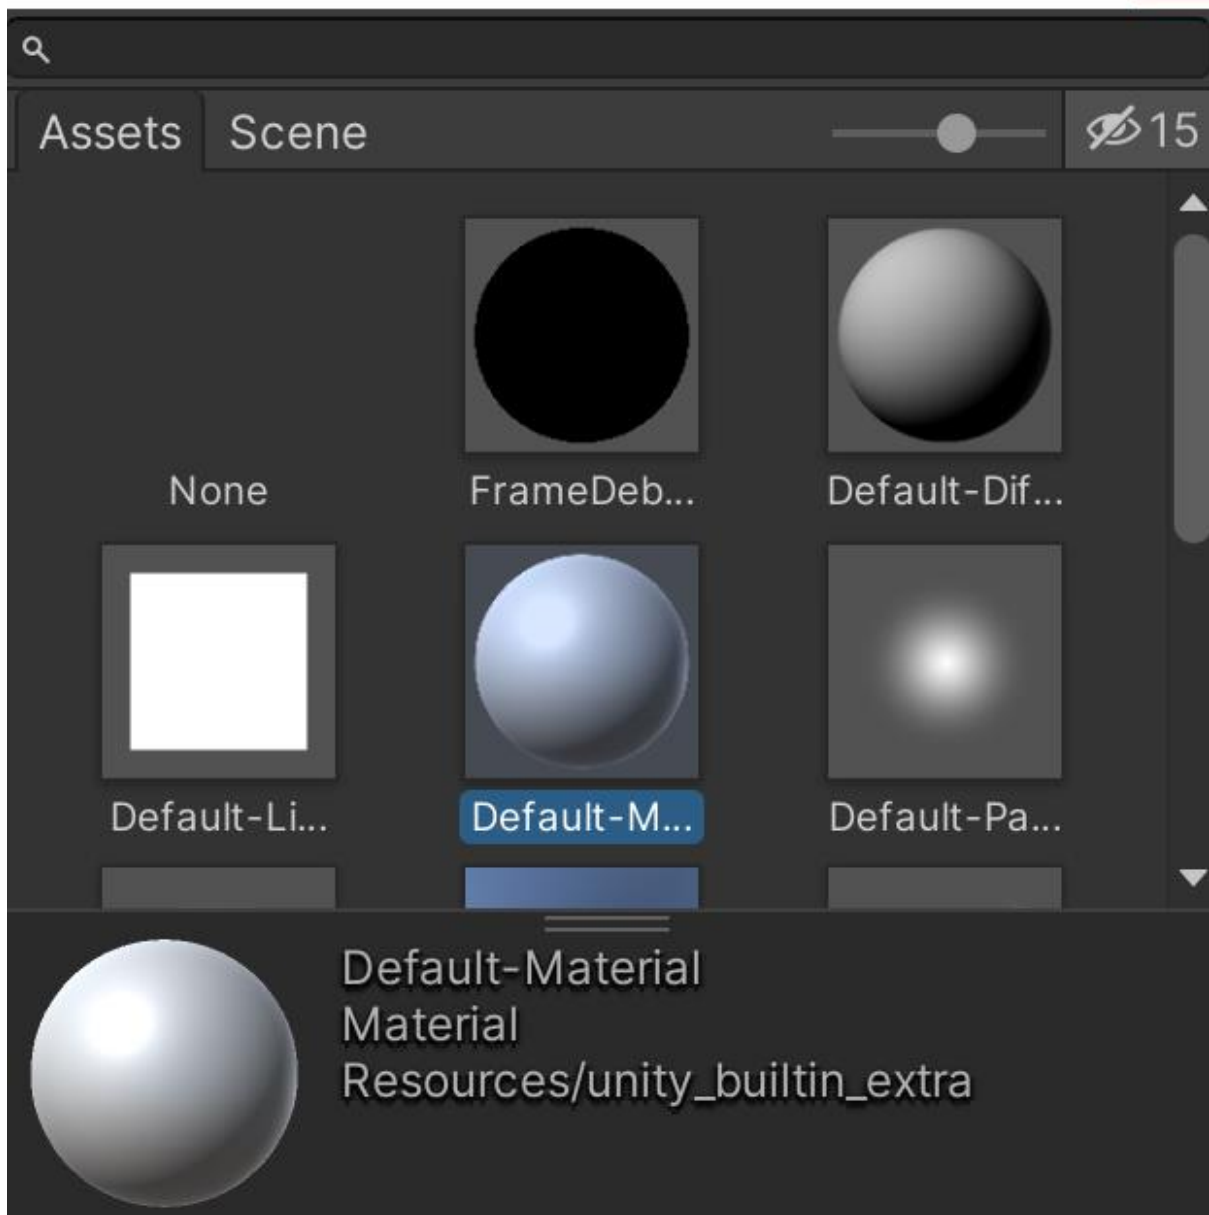 Assets Scene 15
None FrameDeb... Default-Dif...
Default-Li... Default-M... Default-Pa...
Default-Material
Material
Resources/unity_builtin_extra